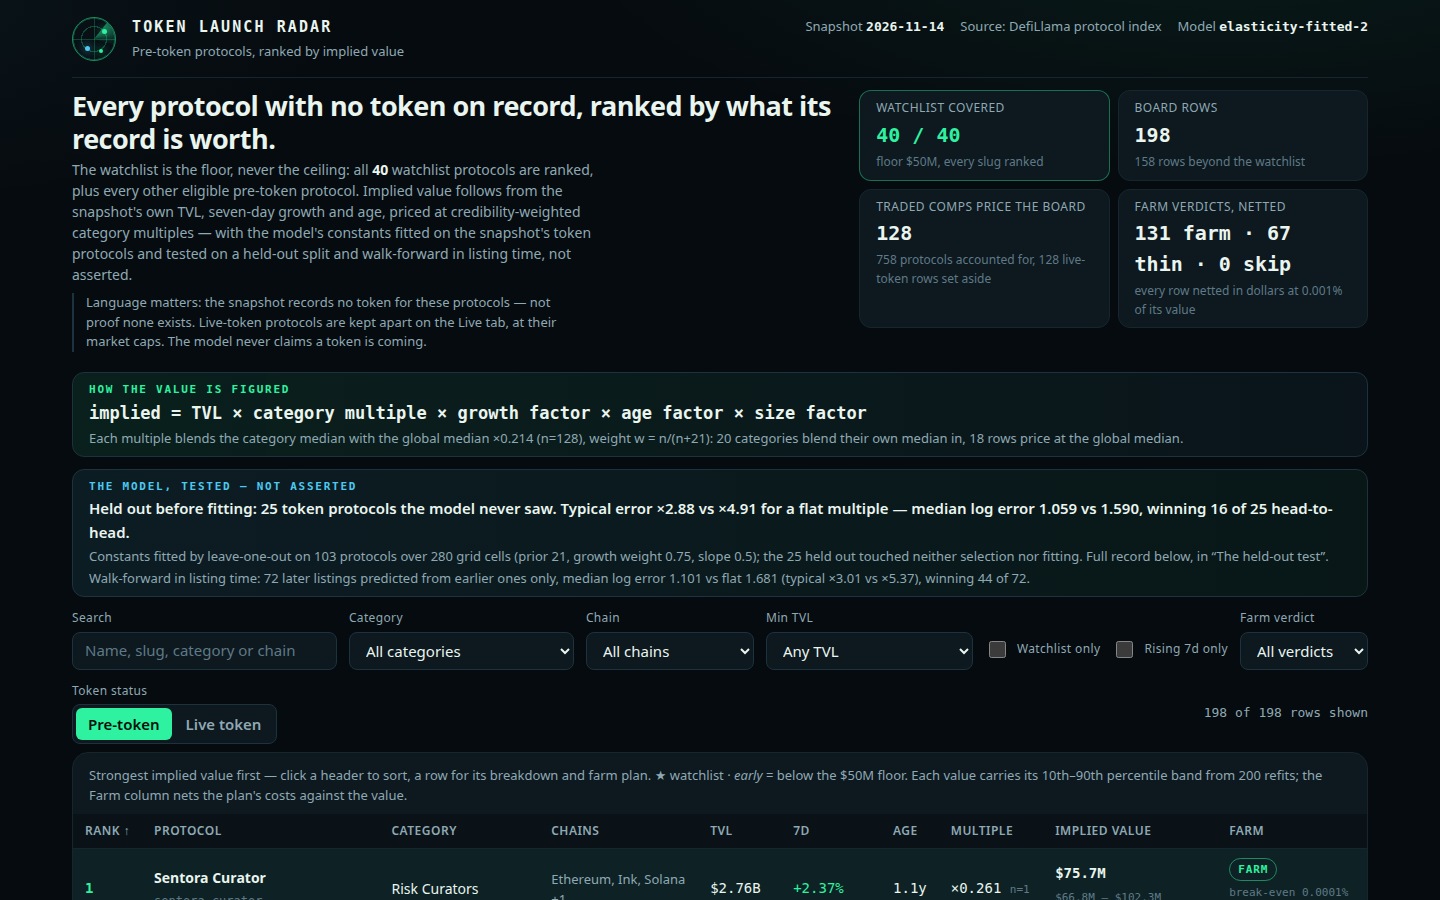 TOKEN LAUNCH RADAR
Pre-token protocols, ranked by implied value
Snapshot 2026-11-14 Source: DefiLlama protocol index Model elasticity-fitted-2
Every protocol with no token on record, ranked by what its
record is worth.
The watchlist is the floor, never the ceiling: all 40 watchlist protocols are ranked,
plus every other eligible pre-token protocol. Implied value follows from the
snapshot's own TVL, seven-day growth and age, priced at credibility-weighted
category multiples — with the model's constants fitted on the snapshot's token
protocols and tested on a held-out split and walk-forward in listing time, not
asserted.
Language matters: the snapshot records no token for these protocols — not
proof none exists. Live-token protocols are kept apart on the Live tab, at their
market caps. The model never claims a token is coming.
WATCHLIST COVERED
40 / 40
floor $50M, every slug ranked
BOARD ROWS
198
158 rows beyond the watchlist
TRADED COMPS PRICE THE BOARD
128
758 protocols accounted for, 128 live-
token rows set aside
FARM VERDICTS, NETTED
131 farm · 67
thin · 0 skip
every row netted in dollars at 0.001%
of its value
HOW THE VALUE IS FIGURED
implied = TVL × category multiple × growth factor × age factor × size factor
Each multiple blends the category median with the global median ×0.214 (n=128), weight w = n/(n+21): 20 categories blend their own median in, 18 rows price at the global median.
THE MODEL, TESTED — NOT ASSERTED
Held out before fitting: 25 token protocols the model never saw. Typical error ×2.88 vs ×4.91 for a flat multiple — median log error 1.059 vs 1.590, winning 16 of 25 head-to-
head.
Constants fitted by leave-one-out on 103 protocols over 280 grid cells (prior 21, growth weight 0.75, slope 0.5); the 25 held out touched neither selection nor fitting. Full record below, in “The held-out test”.
Walk-forward in listing time: 72 later listings predicted from earlier ones only, median log error 1.101 vs flat 1.681 (typical ×3.01 vs ×5.37), winning 44 of 72.
Search Category Chain Min TVL Farm verdict
Name, slug, category or chain All categories All chains Any TVL Watchlist only Rising 7d only All verdicts
Token status
Pre-token Live token
198 of 198 rows shown
Strongest implied value first — click a header to sort, a row for its breakdown and farm plan. ★ watchlist · early = below the $50M floor. Each value carries its 10th–90th percentile band from 200 refits; the
Farm column nets the plan's costs against the value.
RANK ↑ PROTOCOL CATEGORY CHAINS TVL 7D AGE MULTIPLE IMPLIED VALUE FARM
1 Sentora Curator Risk Curators Ethereum, Ink, Solana $2.76B +2.37% 1.1y ×0.261 n=1 $75.7M FARM
sentora-curator +1 $66.8M — $102.3M break-even 0.0001%